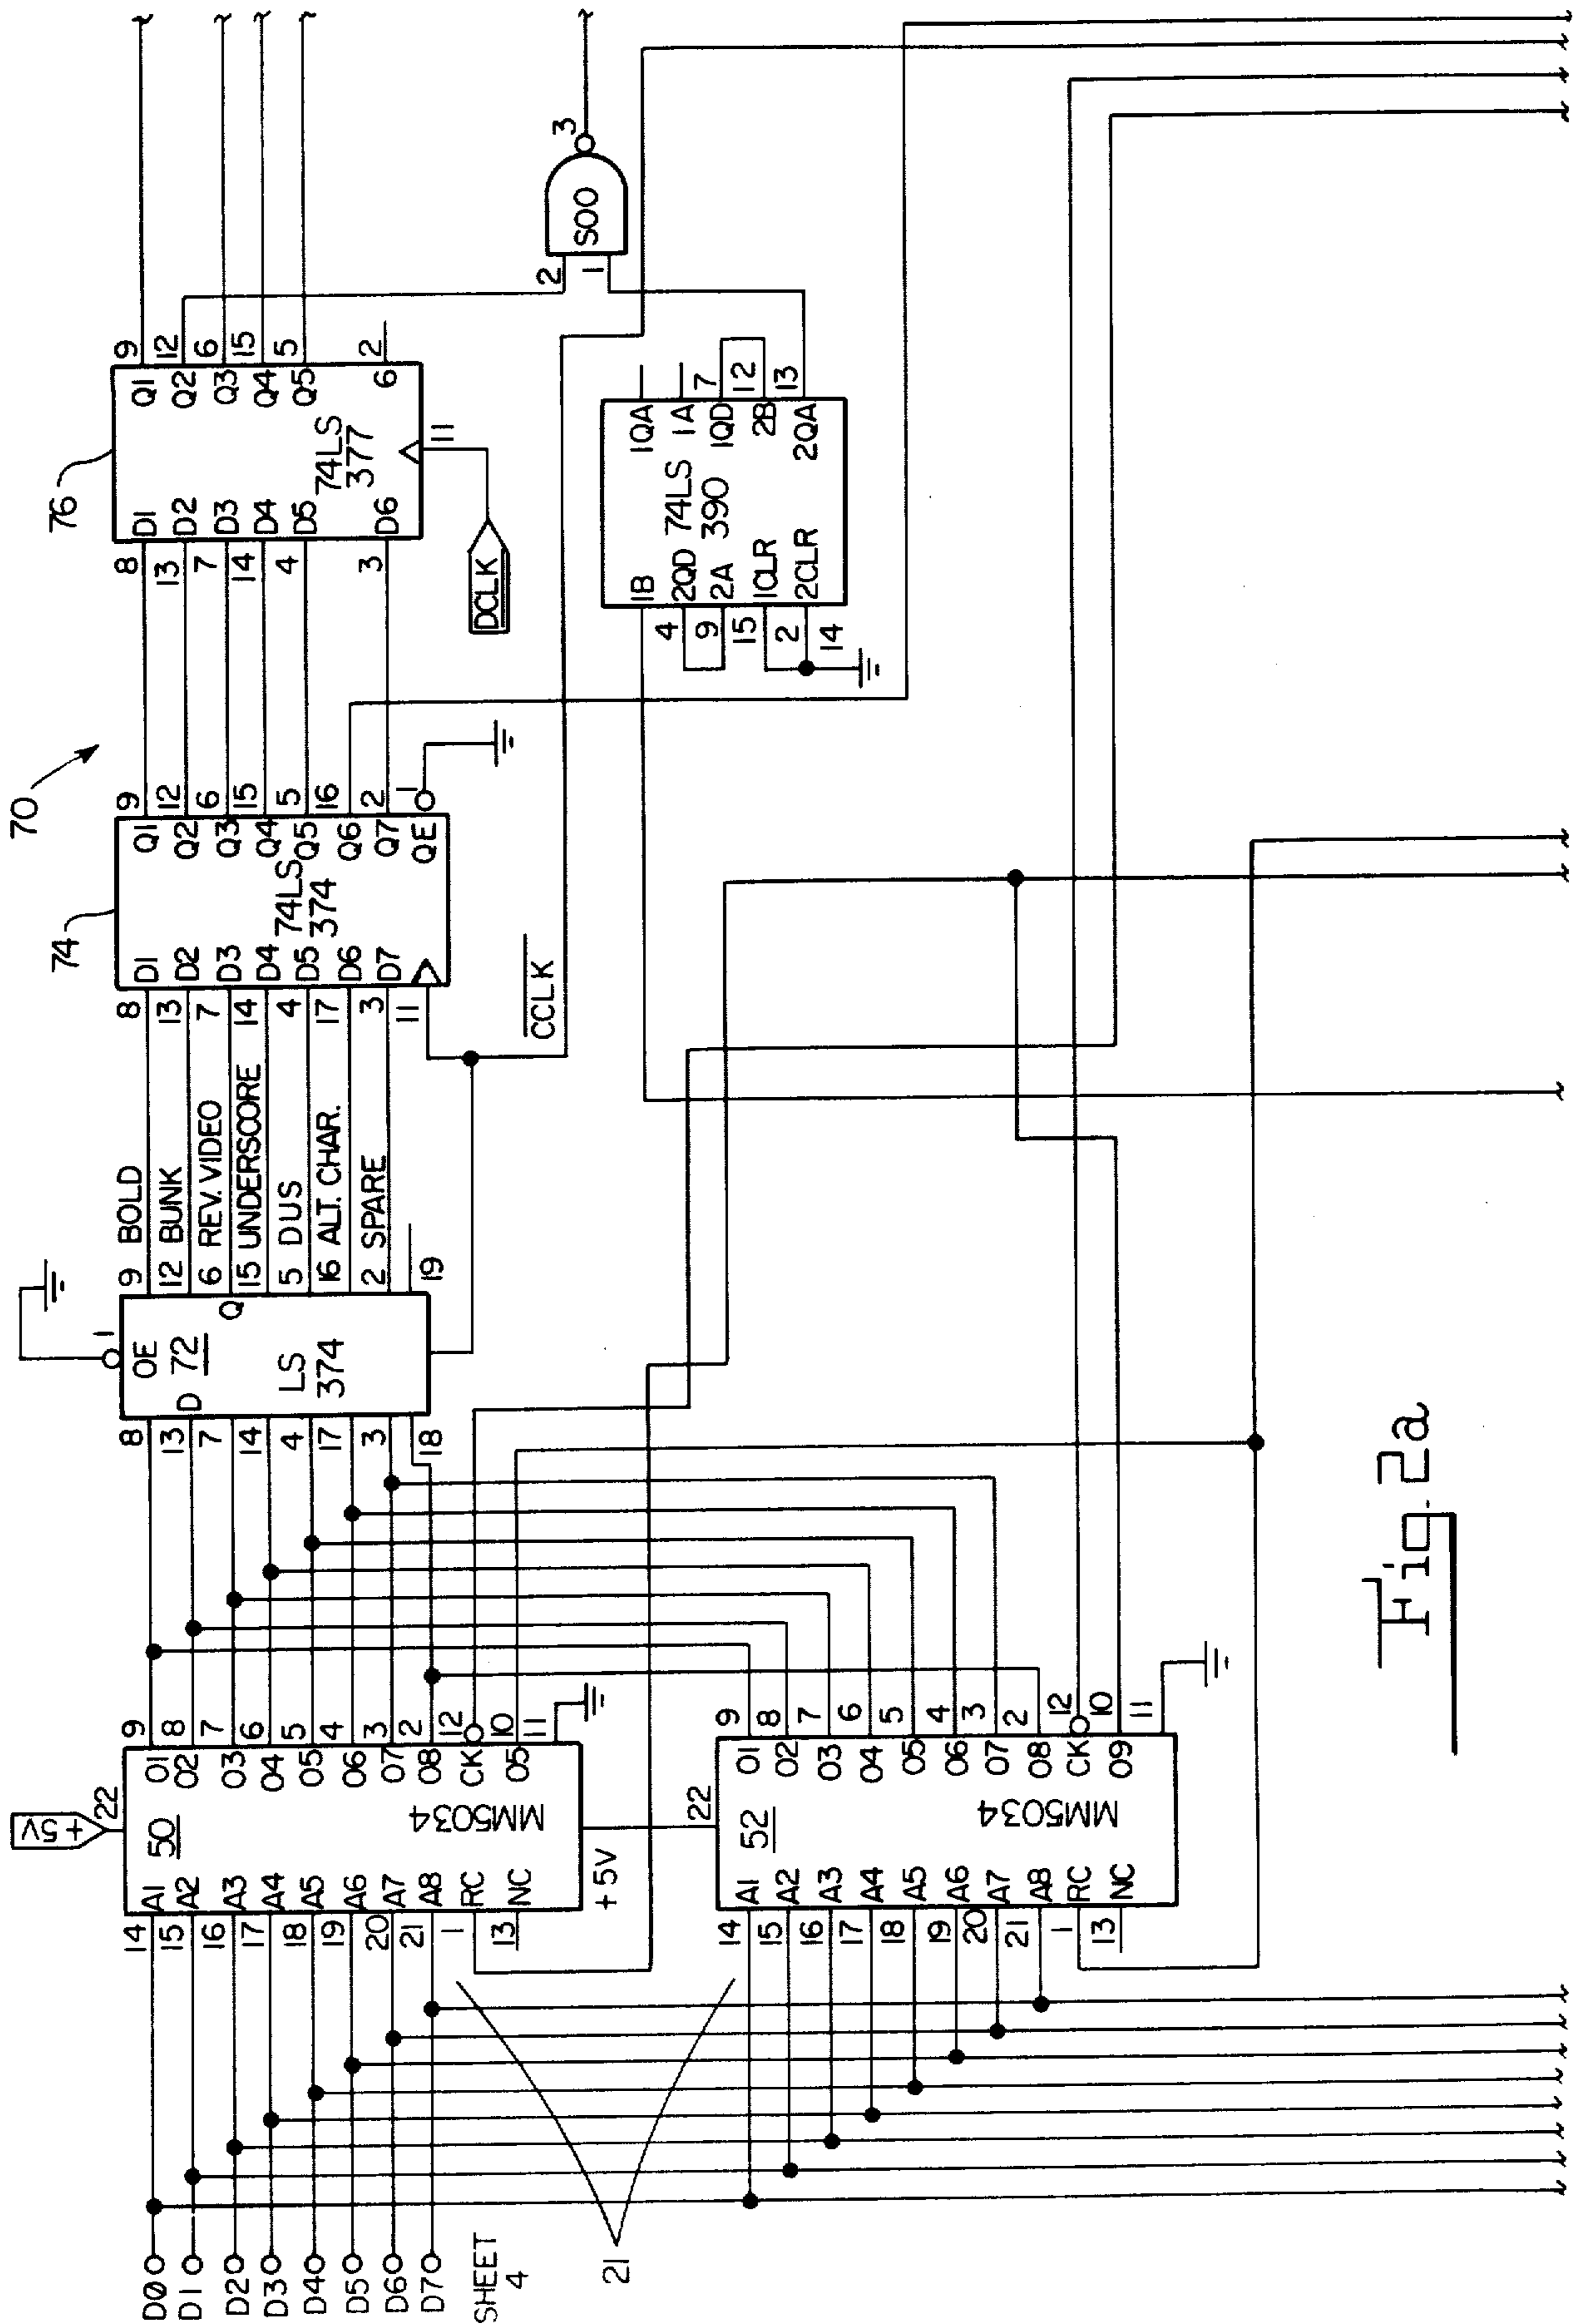 70
76
74
9 BOLD
12 BUNK
6 REV. VIDEO
15 UNDERSCORE
5 DUS
16 ALT. CHAR.
2 SPARE
19
+5V
22
50
14 A1
15 A2
16 A3
17 A4
18 A5
19 A6
20 A7
21 A8
1 RC
13 NC
MM5034
O1 9
O2 8
O3 7
O4 6
O5 5
O6 4
O7 3
O8 2
CK 12
O5 10
11
+5V
1
OE
D 72 Q
LS
374
8
13
7
14
4
17
3
18
8 D1
13 D2
7 D3
14 D4
4 D5
17 D6
3 D7
11
74LS
374
Q1 9
Q2 12
Q3 6
Q4 15
Q5 5
Q6 16
Q7 2
QE 1
CCLK
8 D1
13 D2
7 D3
14 D4
4 D5
3 D6
74LS
377
11
DCLK
Q1 9
Q2 12
Q3 6
Q4 15
Q5 5
6 2
2
1
S00
3
1B
4 2QD
9 2A
15 1CLR
2 2CLR
14
74LS
390
1QA
1A
1QD 7
2B 12
2QA 13
D0
D1
D2
D3
D4
D5
D6
D7
SHEET
4
21
22
52
14 A1
15 A2
16 A3
17 A4
18 A5
19 A6
20 A7
21 A8
1 RC
13 NC
MM5034
O1 9
O2 8
O3 7
O4 6
O5 5
O6 4
O7 3
O8 2
CK 12
O9 10
11
Fig. 2a